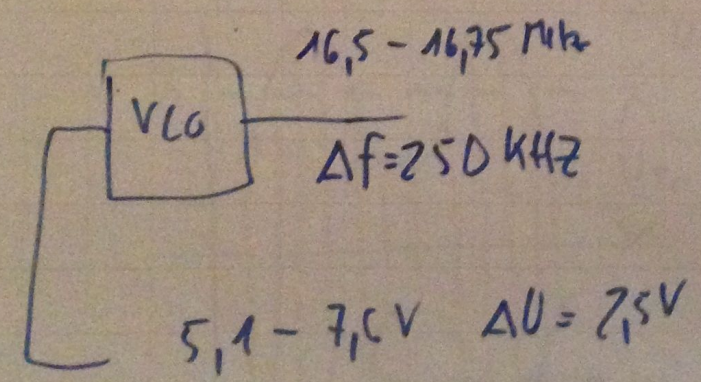 16,5 - 16,75 MHz
VCO
Δf=250 KHZ
5,1 - 7,6 V ΔU = 2,5V